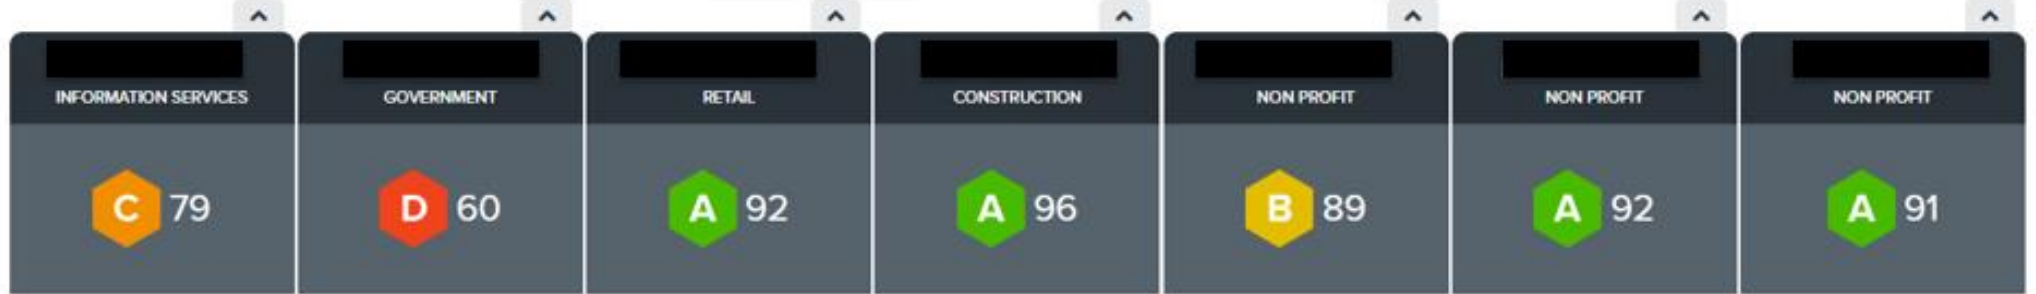 INFORMATION SERVICES
GOVERNMENT
RETAIL
CONSTRUCTION
NON PROFIT
NON PROFIT
NON PROFIT
C 79
D 60
A 92
A 96
B 89
A 92
A 91